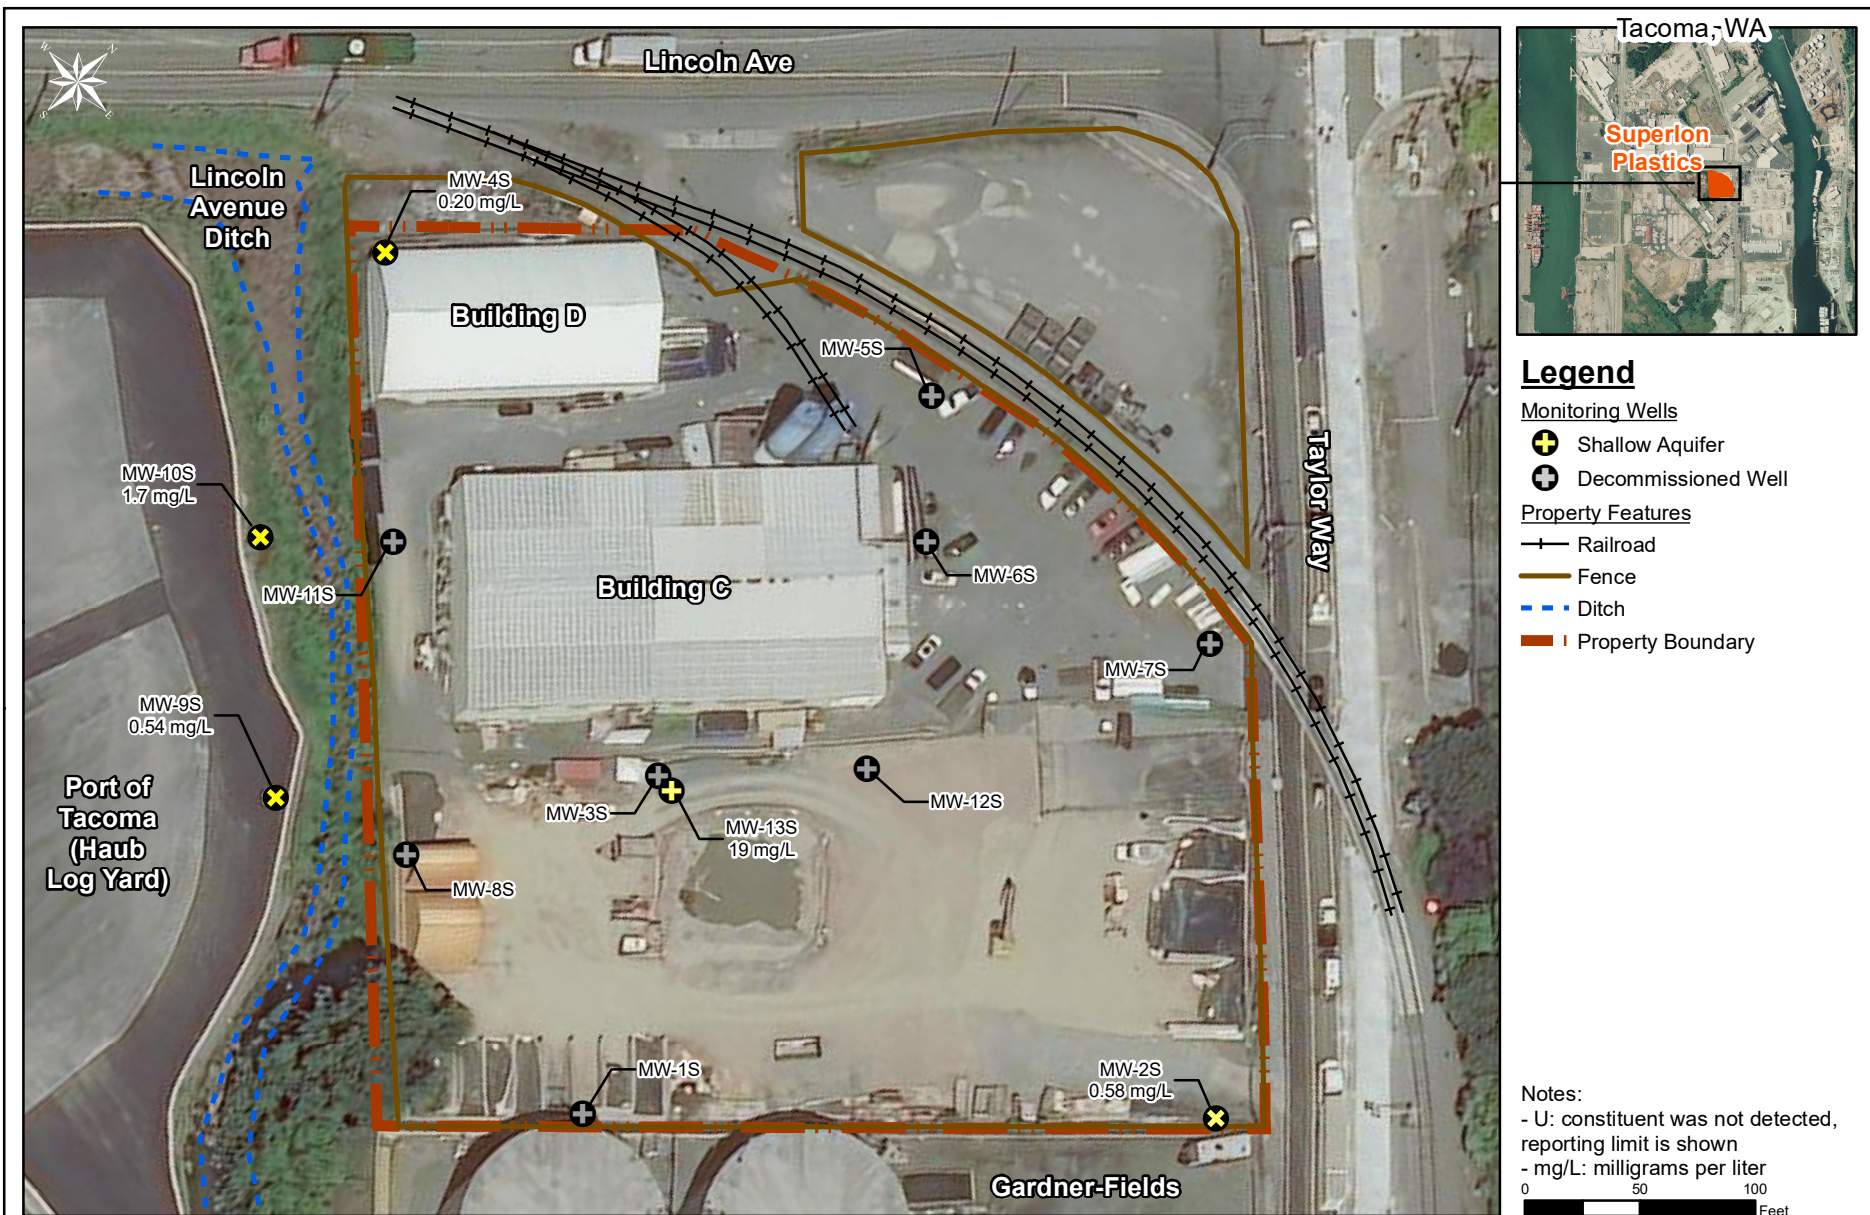 Lincoln Ave
W
N
S
E
Lincoln
Avenue
Ditch
MW-4S
0.20 mg/L
Building D
MW-5S
MW-10S
1.7 mg/L
MW-11S
Building C
MW-6S
Taylor Way
MW-7S
MW-9S
0.54 mg/L
Port of
Tacoma
(Haub
Log Yard)
MW-3S
MW-13S
19 mg/L
MW-12S
MW-8S
MW-1S
MW-2S
0.58 mg/L
Gardner-Fields
Tacoma, WA
Superlon
Plastics
Legend
Monitoring Wells
Shallow Aquifer
Decommissioned Well
Property Features
Railroad
Fence
Ditch
Property Boundary
Notes:
- U: constituent was not detected,
reporting limit is shown
- mg/L: milligrams per liter
0 50 100
Feet